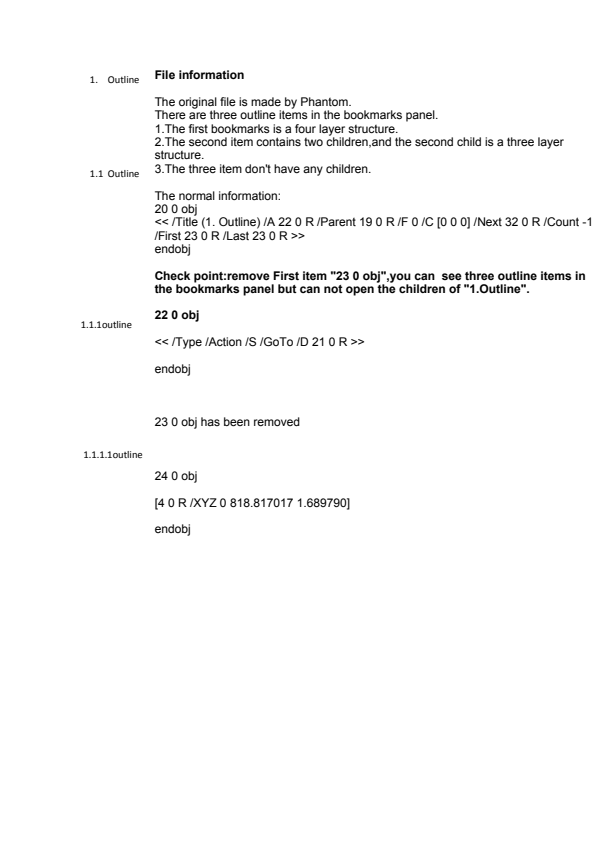 1. Outline
File information
The original file is made by Phantom.
There are three outline items in the bookmarks panel.
1.The first bookmarks is a four layer structure.
2.The second item contains two children,and the second child is a three layer
structure.
3.The three item don't have any children.
1.1 Outline
The normal information:
20 0 obj
<< /Title (1. Outline) /A 22 0 R /Parent 19 0 R /F 0 /C [0 0 0] /Next 32 0 R /Count -1
/First 23 0 R /Last 23 0 R >>
endobj
Check point:remove First item "23 0 obj",you can  see three outline items in
the bookmarks panel but can not open the children of "1.Outline".
22 0 obj
1.1.1outline
<< /Type /Action /S /GoTo /D 21 0 R >>
endobj
23 0 obj has been removed
1.1.1.1outline
24 0 obj
[4 0 R /XYZ 0 818.817017 1.689790]
endobj